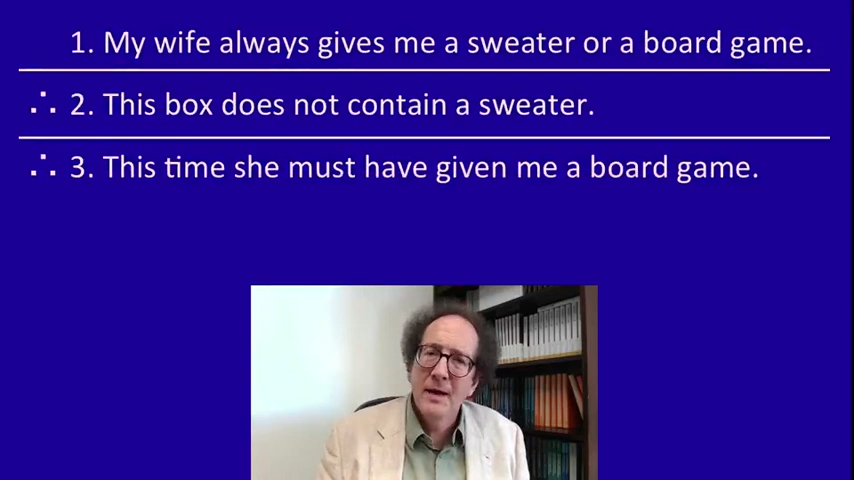 1. My wife always gives me a sweater or a board game.
∴ 2. This box does not contain a sweater.
∴ 3. This time she must have given me a board game.